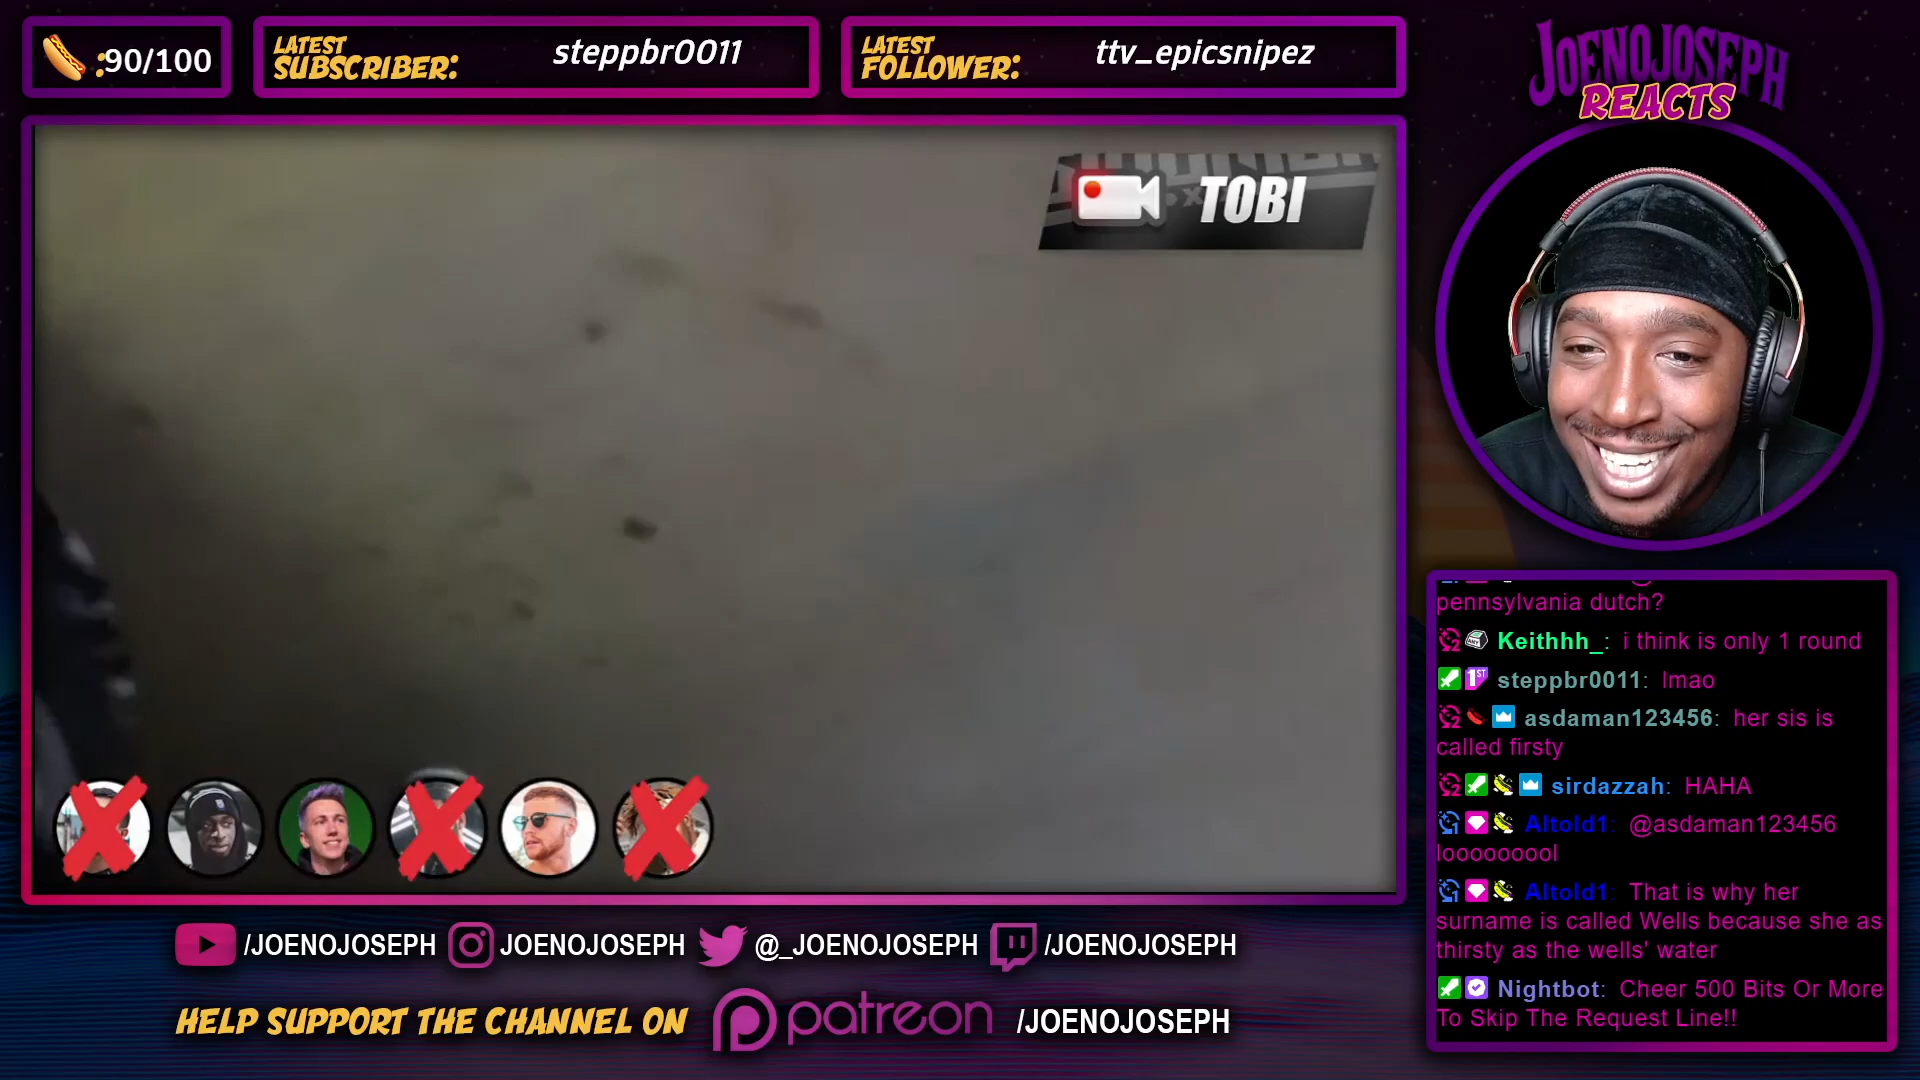 :90/100
LATEST
SUBSCRIBER:
steppbr0011
LATEST
FOLLOWER:
ttv_epicsnipez
JOENOJOSEPH
REACTS
TOBI
pennsylvania dutch?
Keithhh_: i think is only 1 round
1ST steppbr0011: lmao
asdaman123456: her sis is
called firsty
sirdazzah: HAHA
Altold1: @asdaman123456
looooooool
Altold1: That is why her
surname is called Wells because she as
thirsty as the wells' water
Nightbot: Cheer 500 Bits Or More
To Skip The Request Line!!
/JOENOJOSEPH
JOENOJOSEPH
@_JOENOJOSEPH
/JOENOJOSEPH
HELP SUPPORT THE CHANNEL ON
patreon
/JOENOJOSEPH